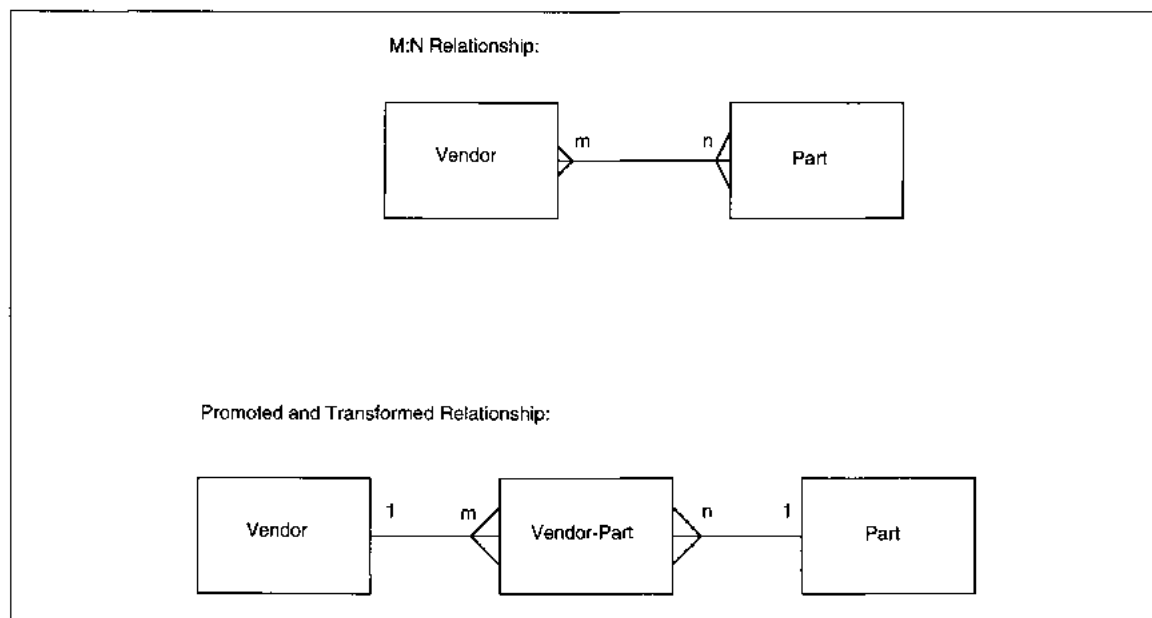 M:N Relationship:
m n
Vendor Part
Promoted and Transformed Relationship:
1 m n 1
Vendor Vendor-Part Part